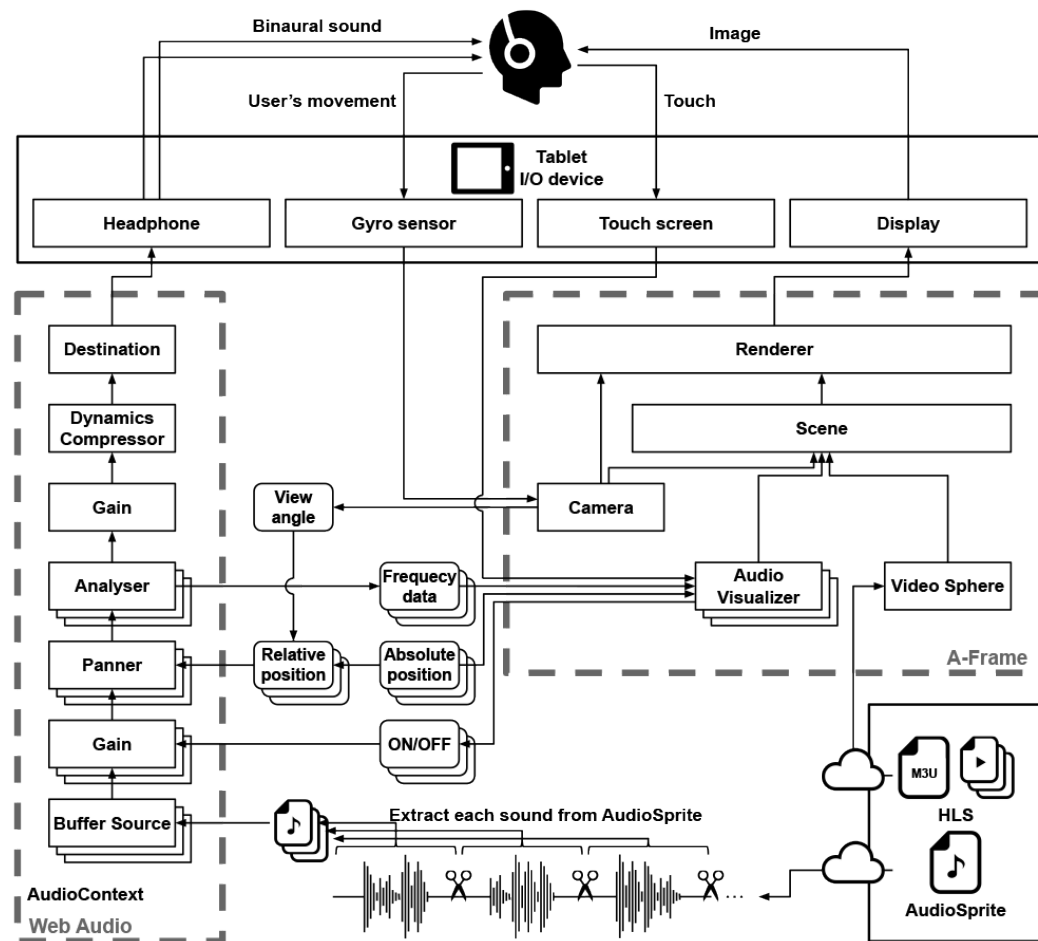 Binaural sound
Image
User's movement
Touch
Tablet
I/O device
Headphone
Gyro sensor
Touch screen
Display
Destination
Renderer
Dynamics
Compressor
Scene
Gain
View
angle
Camera
Analyser
Frequecy
data
Audio
Visualizer
Video Sphere
Panner
Relative
position
Absolute
position
A-Frame
Gain
ON/OFF
M3U
HLS
Buffer Source
Extract each sound from AudioSprite
...
AudioContext
AudioSprite
Web Audio